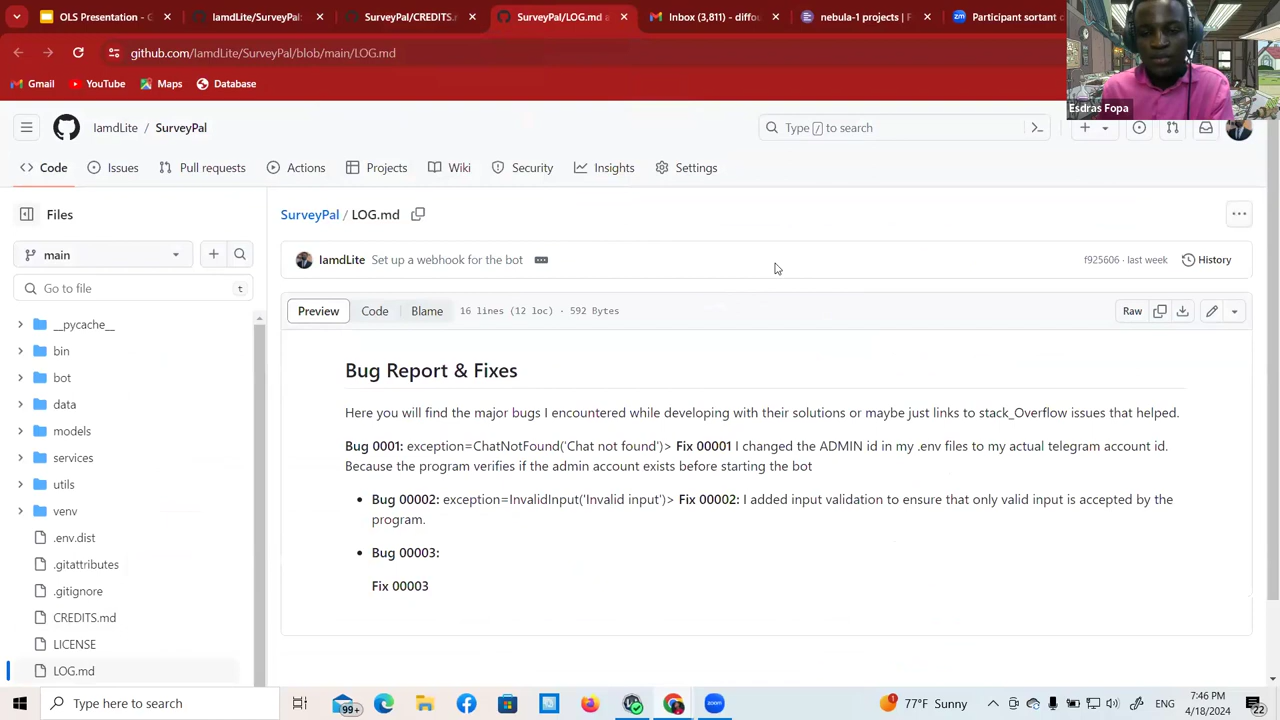 OLS Presentation - G
IamdLite/SurveyPal:
SurveyPal/CREDITS.m
SurveyPal/LOG.md a
Inbox (3,811) - diffou
nebula-1 projects | F
Participant sortant c
github.com/IamdLite/SurveyPal/blob/main/LOG.md
Gmail
YouTube
Maps
Database
Esdras Fopa
IamdLite / SurveyPal
Type / to search
Code
Issues
Pull requests
Actions
Projects
Wiki
Security
Insights
Settings
Files
SurveyPal / LOG.md
main
IamdLite Set up a webhook for the bot
f925606 · last week
History
Go to file
t
Preview
Code
Blame
16 lines (12 loc) · 592 Bytes
Raw
__pycache__
bin
bot
data
models
services
utils
venv
.env.dist
.gitattributes
.gitignore
CREDITS.md
LICENSE
LOG.md
Bug Report & Fixes
Here you will find the major bugs I encountered while developing with their solutions or maybe just links to stack_Overflow issues that helped.
Bug 0001: exception=ChatNotFound('Chat not found')> Fix 00001 I changed the ADMIN id in my .env files to my actual telegram account id.
Because the program verifies if the admin account exists before starting the bot
• Bug 00002: exception=InvalidInput('Invalid input')> Fix 00002: I added input validation to ensure that only valid input is accepted by the
program.
• Bug 00003:
Fix 00003
Type here to search
99+
zoom
77°F Sunny
ENG
7:46 PM
4/18/2024
22